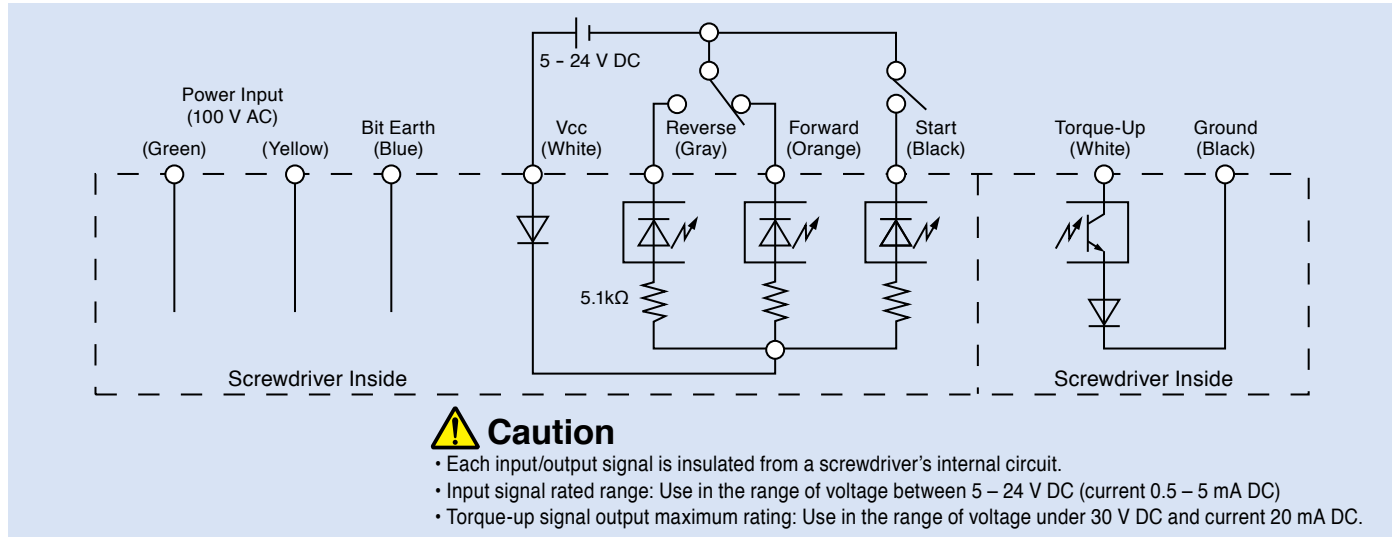 5 – 24 V DC
Power Input
(100 V AC)
(Green)
(Yellow)
Bit Earth
(Blue)
Vcc
(White)
Reverse
(Gray)
Forward
(Orange)
Start
(Black)
Torque-Up
(White)
Ground
(Black)
5.1kΩ
Screwdriver Inside
Screwdriver Inside
Caution
• Each input/output signal is insulated from a screwdriver's internal circuit.
• Input signal rated range: Use in the range of voltage between 5 – 24 V DC (current 0.5 – 5 mA DC)
• Torque-up signal output maximum rating: Use in the range of voltage under 30 V DC and current 20 mA DC.